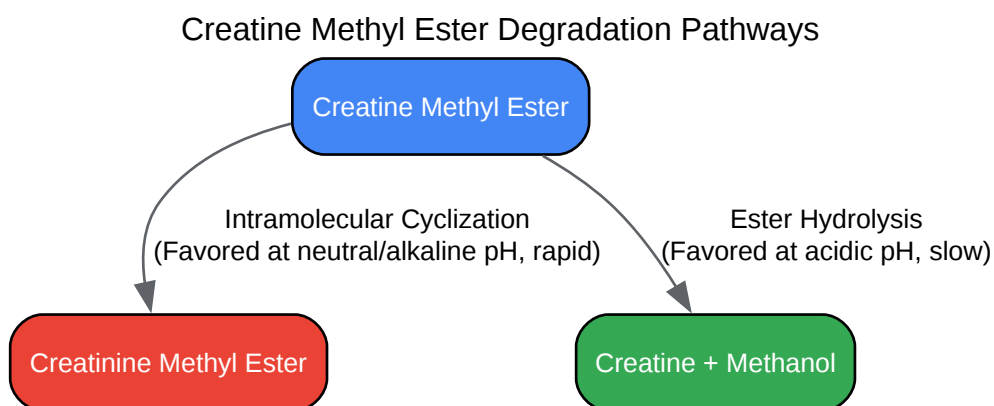 Creatine Methyl Ester Degradation Pathways
Creatine Methyl Ester
Intramolecular Cyclization
(Favored at neutral/alkaline pH, rapid)
Ester Hydrolysis
(Favored at acidic pH, slow)
Creatinine Methyl Ester
Creatine + Methanol